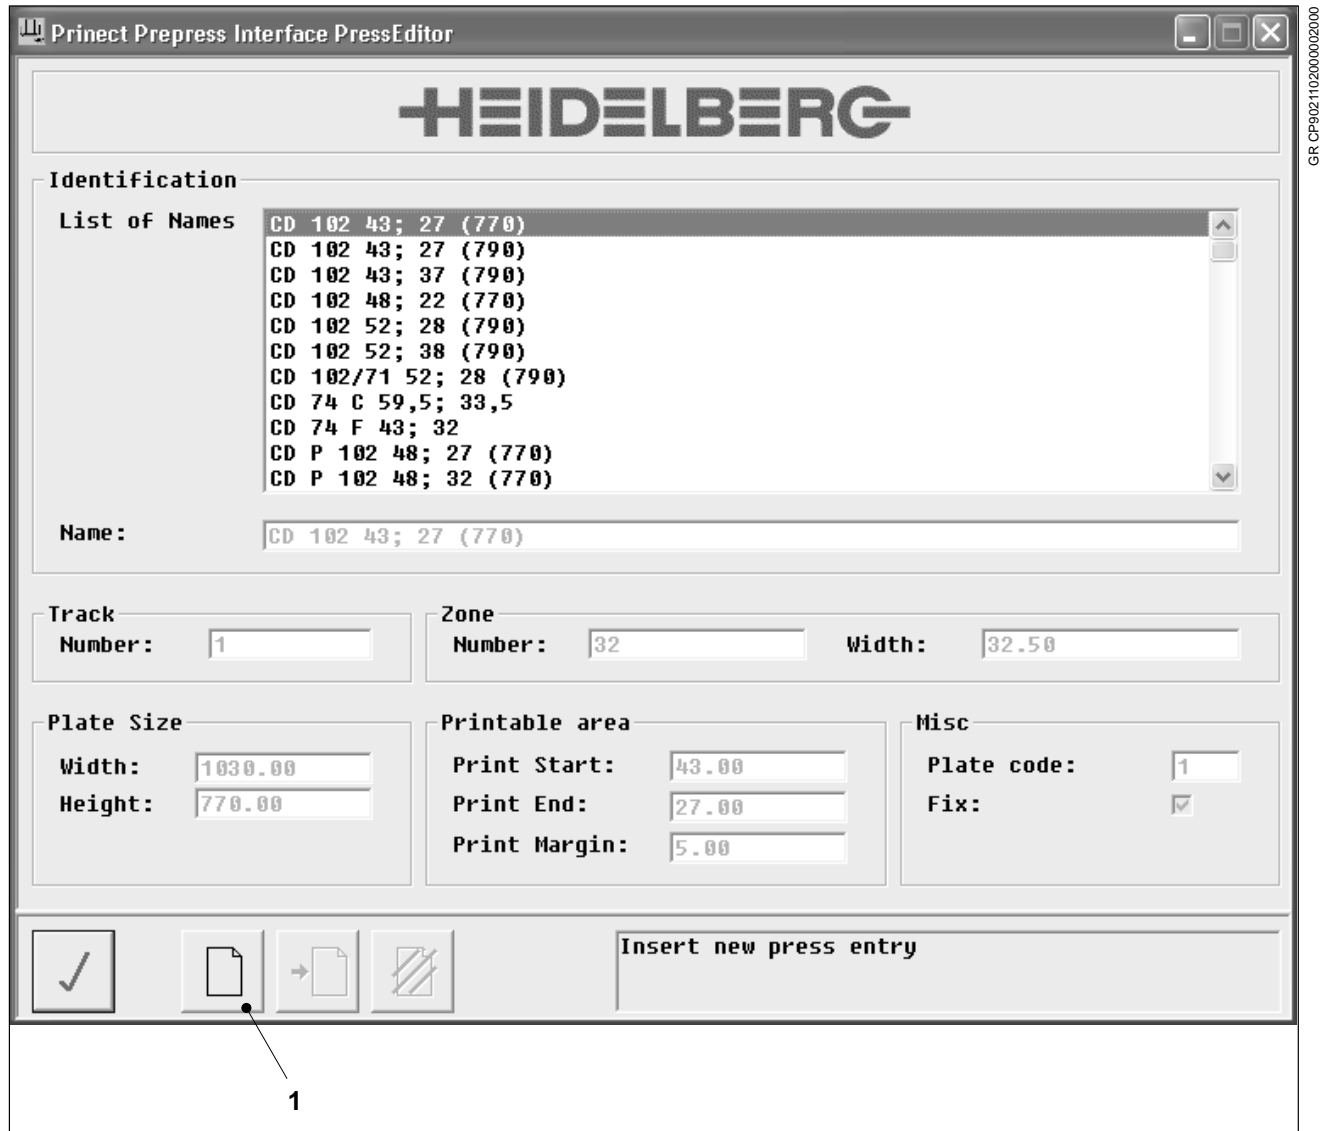 Prinect Prepress Interface PressEditor
HEIDELBERG
Identification
List of Names
CD 102 43; 27 (770)
CD 102 43; 27 (790)
CD 102 43; 37 (790)
CD 102 48; 22 (770)
CD 102 52; 28 (790)
CD 102 52; 38 (790)
CD 102/71 52; 28 (790)
CD 74 C 59,5; 33,5
CD 74 F 43; 32
CD P 102 48; 27 (770)
CD P 102 48; 32 (770)
Name: CD 102 43; 27 (770)
Track
Number: 1
Zone
Number: 32 Width: 32.50
Plate Size
Width: 1030.00
Height: 770.00
Printable area
Print Start: 43.00
Print End: 27.00
Print Margin: 5.00
Misc
Plate code: 1
Fix:
Insert new press entry
1
GR CP9021102000002000